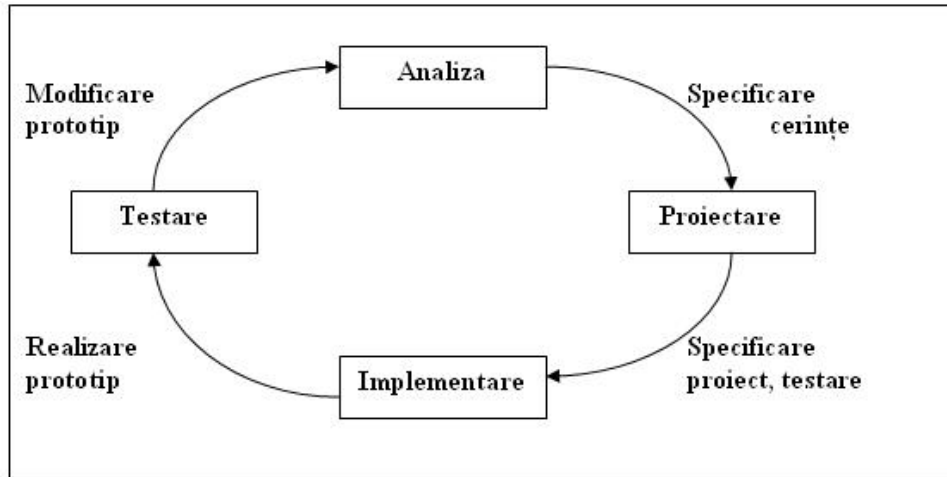 Analiza
Modificare
prototip
Specificare
cerințe
Testare
Proiectare
Realizare
prototip
Implementare
Specificare
proiect, testare